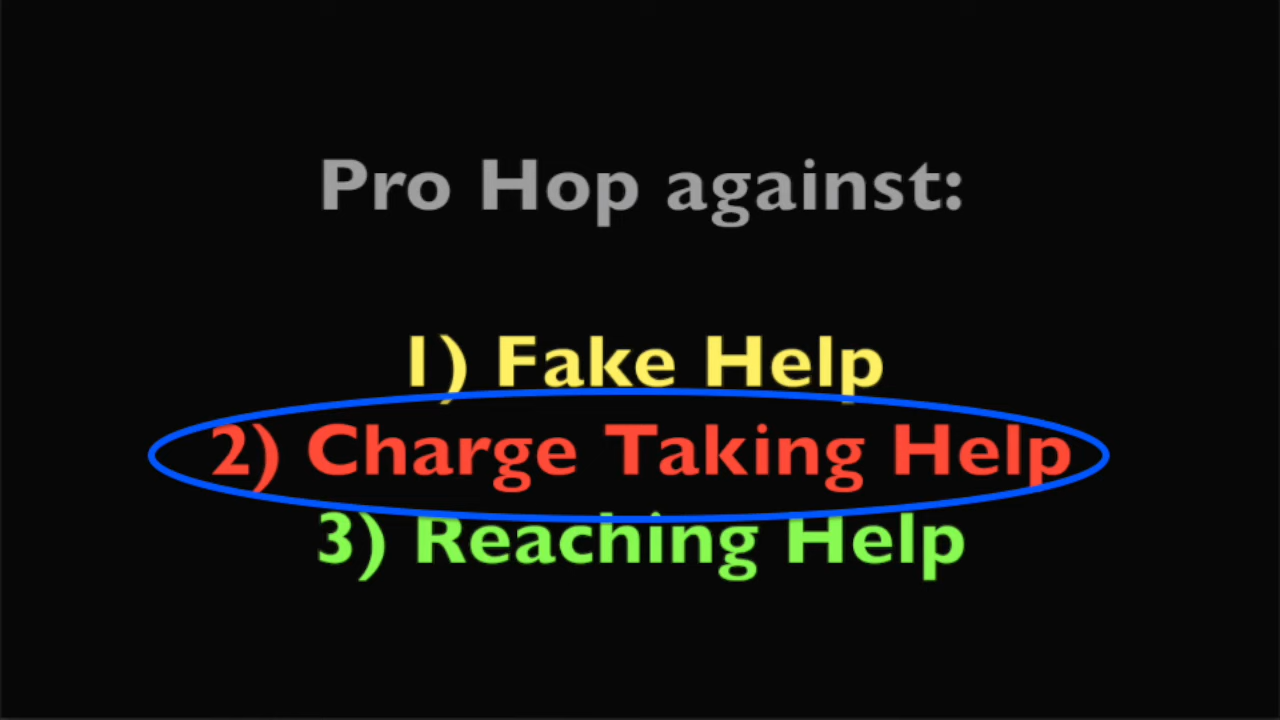 Pro Hop against:
1) Fake Help
2) Charge Taking Help
3) Reaching Help